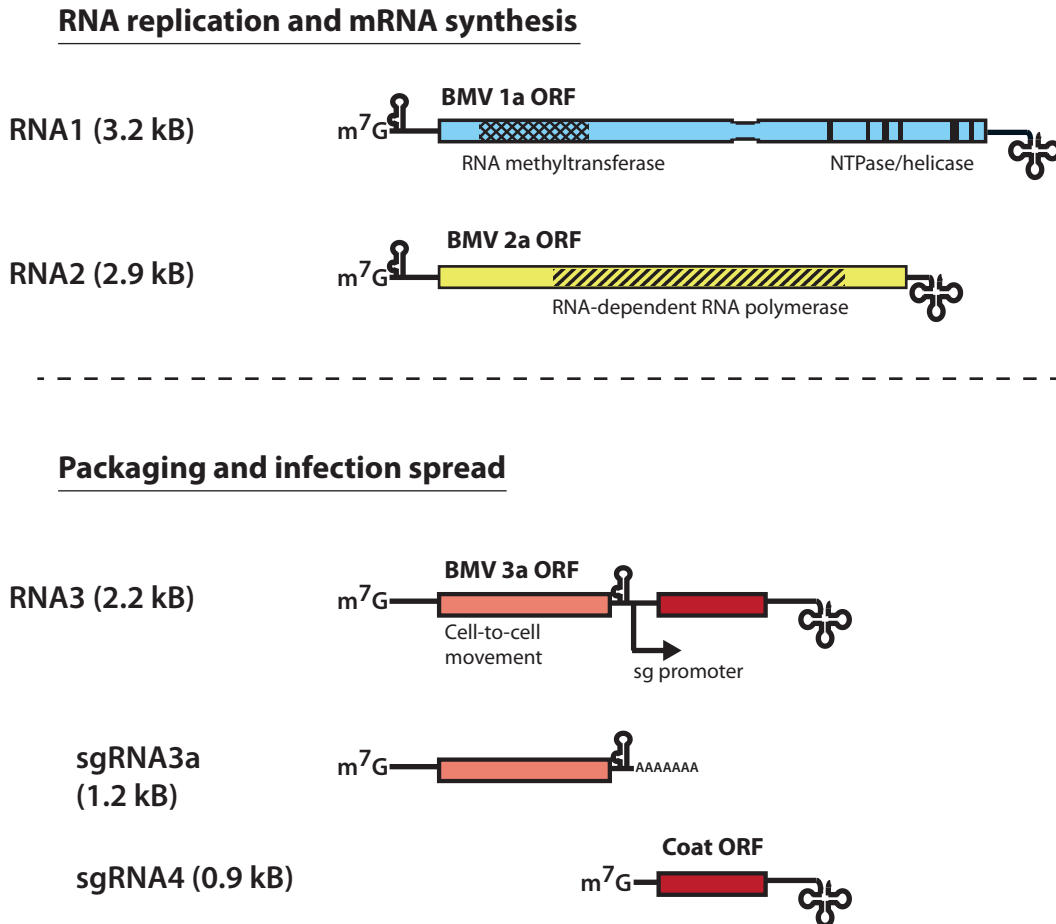 RNA replication and mRNA synthesis
BMV 1a ORF
RNA1 (3.2 kB)
m⁷G
RNA methyltransferase
NTPase/helicase
BMV 2a ORF
RNA2 (2.9 kB)
m⁷G
RNA-dependent RNA polymerase
Packaging and infection spread
BMV 3a ORF
RNA3 (2.2 kB)
m⁷G
Cell-to-cell
movement
sg promoter
sgRNA3a
(1.2 kB)
m⁷G
AAAAAAA
Coat ORF
sgRNA4 (0.9 kB)
m⁷G